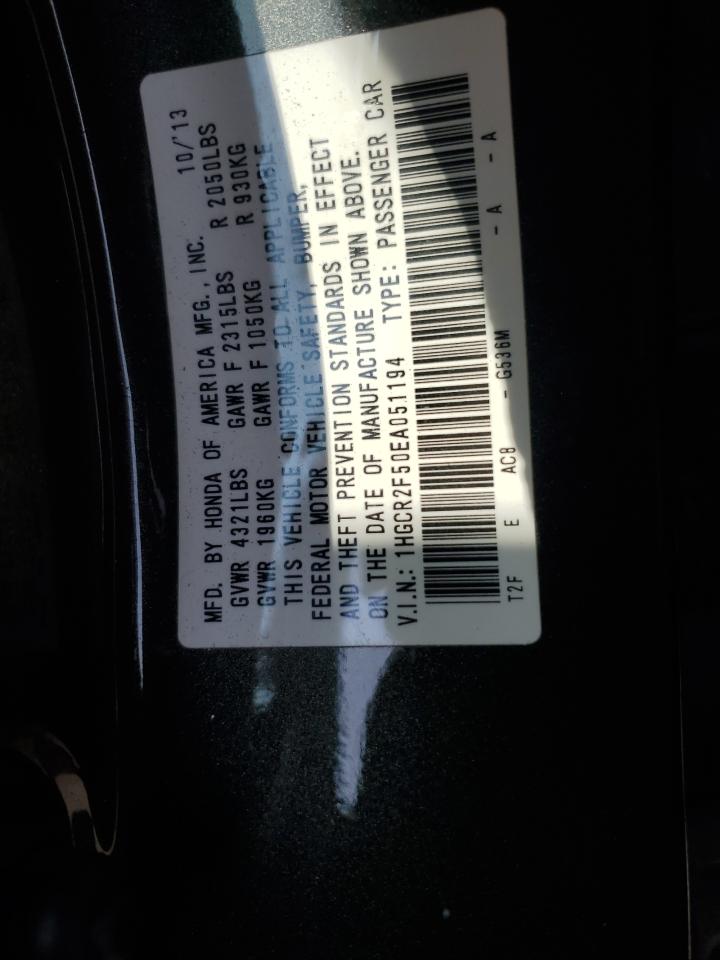 MFD. BY HONDA OF AMERICA MFG., INC. 10/'13
GVWR 4321LBS GAWR F 2315LBS R 2050LBS
GVWR 1960KG GAWR F 1050KG R 930KG
THIS VEHICLE CONFORMS TO ALL APPLICABLE
FEDERAL MOTOR VEHICLE SAFETY, BUMPER,
AND THEFT PREVENTION STANDARDS IN EFFECT
ON THE DATE OF MANUFACTURE SHOWN ABOVE.
V.I.N.: 1HGCR2F50EA051194 TYPE: PASSENGER CAR
T2F E AC8 - G536M - A - A